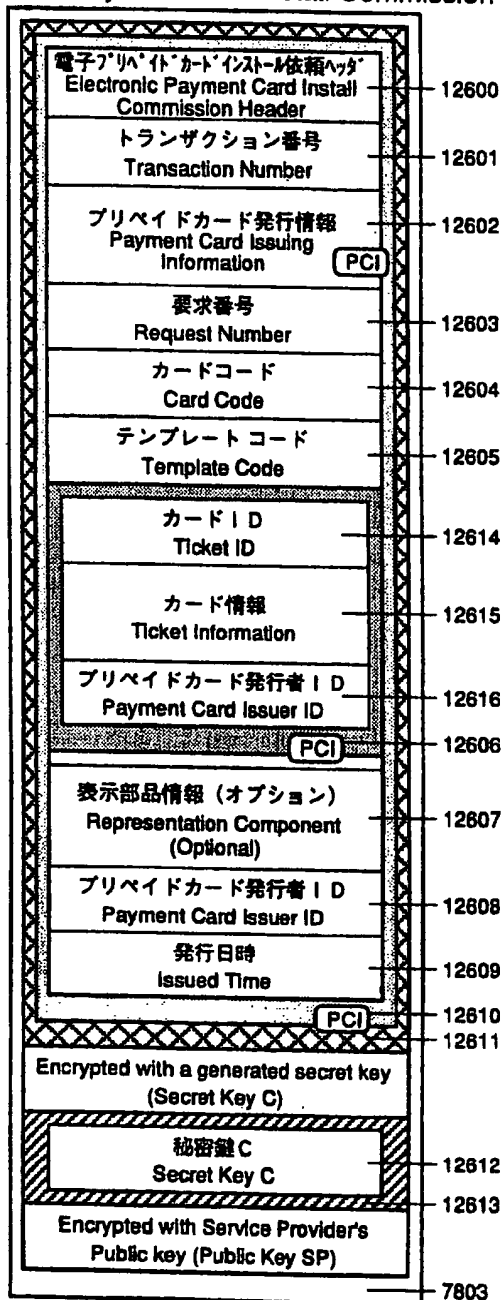 電子プリペイドカードインストール依頼ヘッダ
Electronic Payment Card Install
Commission Header
12600
トランザクション番号
Transaction Number
12601
プリペイドカード発行情報
Payment Card Issuing
Information
PCI
12602
要求番号
Request Number
12603
カードコード
Card Code
12604
テンプレートコード
Template Code
12605
カードID
Ticket ID
12614
カード情報
Ticket Information
12615
プリペイドカード発行者ID
Payment Card Issuer ID
12616
PCI
12606
表示部品情報(オプション)
Representation Component
(Optional)
12607
プリペイドカード発行者ID
Payment Card Issuer ID
12608
発行日時
Issued Time
12609
PCI
12610
12611
Encrypted with a generated secret key
(Secret Key C)
秘密鍵C
Secret Key C
12612
12613
Encrypted with Service Provider's
Public key (Public Key SP)
7803